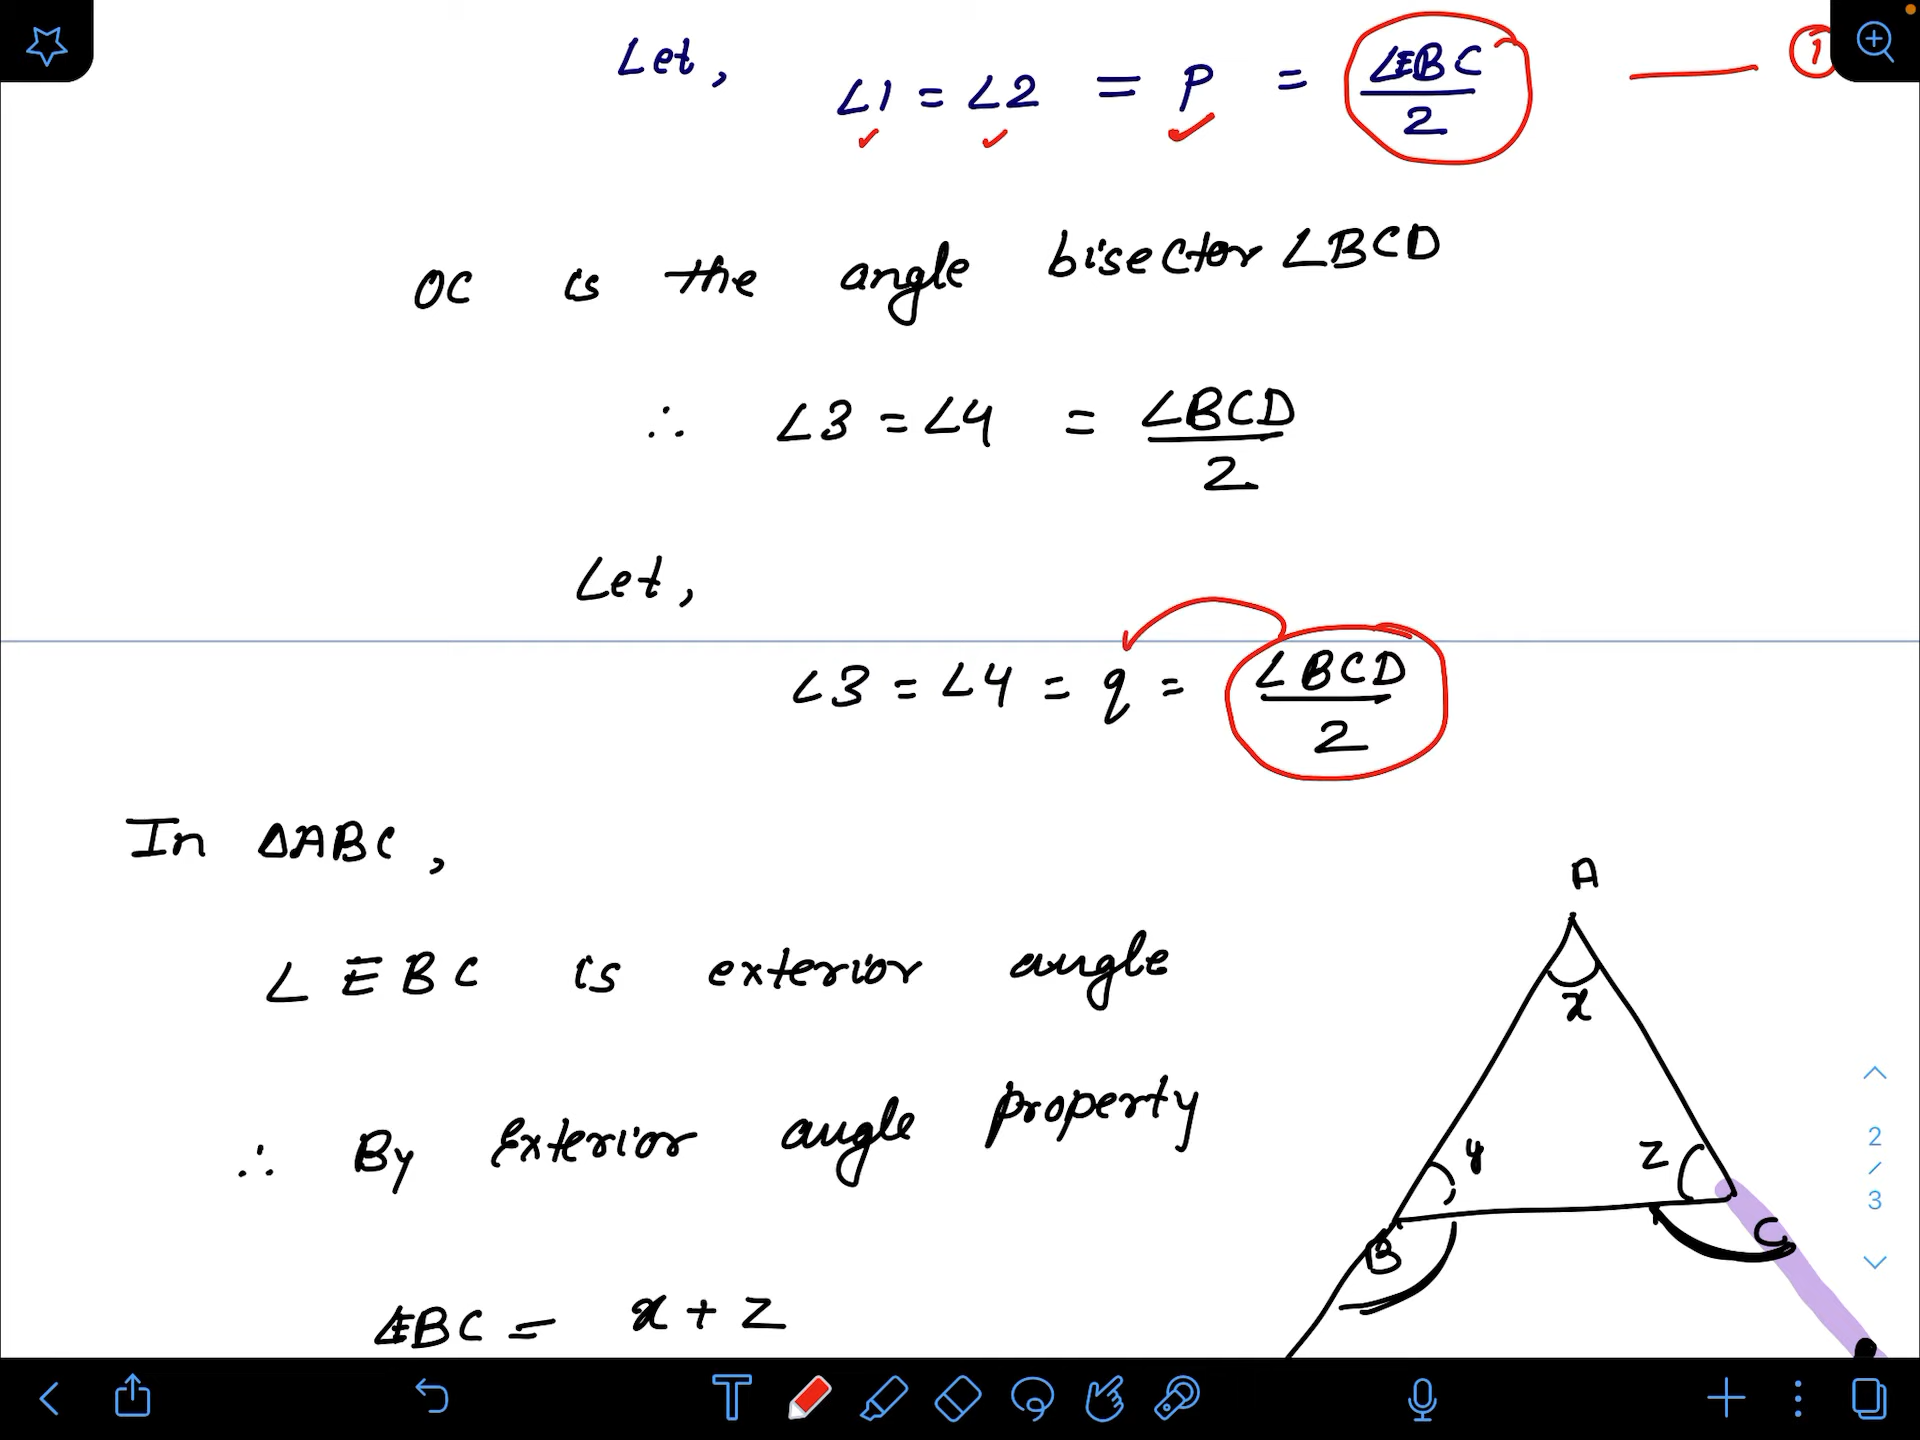 Let,
∠1 = ∠2 = P = ∠EBC/2 ——— ①
OC is the angle bisector ∠BCD
∴ ∠3 = ∠4 = ∠BCD/2
Let,
∠3 = ∠4 = q = ∠BCD/2
In ΔABC,
∠EBC is exterior angle
∴ By Exterior angle property
∠EBC = x + z
A
x
y
z
B
C
2
/
3
T